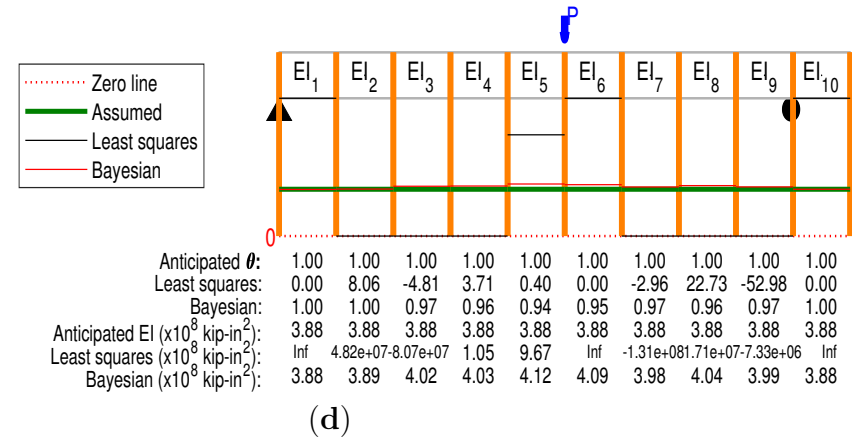 P
EI1 EI2 EI3 EI4 EI5 EI6 EI7 EI8 EI9 EI10
Zero line
Assumed
Least squares
Bayesian
0
Anticipated θ: 1.00 1.00 1.00 1.00 1.00 1.00 1.00 1.00 1.00 1.00
Least squares: 0.00 8.06 -4.81 3.71 0.40 0.00 -2.96 22.73 -52.98 0.00
Bayesian: 1.00 1.00 0.97 0.96 0.94 0.95 0.97 0.96 0.97 1.00
Anticipated EI (x10^8 kip-in^2): 3.88 3.88 3.88 3.88 3.88 3.88 3.88 3.88 3.88 3.88
Least squares (x10^8 kip-in^2): Inf 4.82e+07 -8.07e+07 1.05 9.67 Inf -1.31e+08 1.71e+07 -7.33e+06 Inf
Bayesian (x10^8 kip-in^2): 3.88 3.89 4.02 4.03 4.12 4.09 3.98 4.04 3.99 3.88
(d)